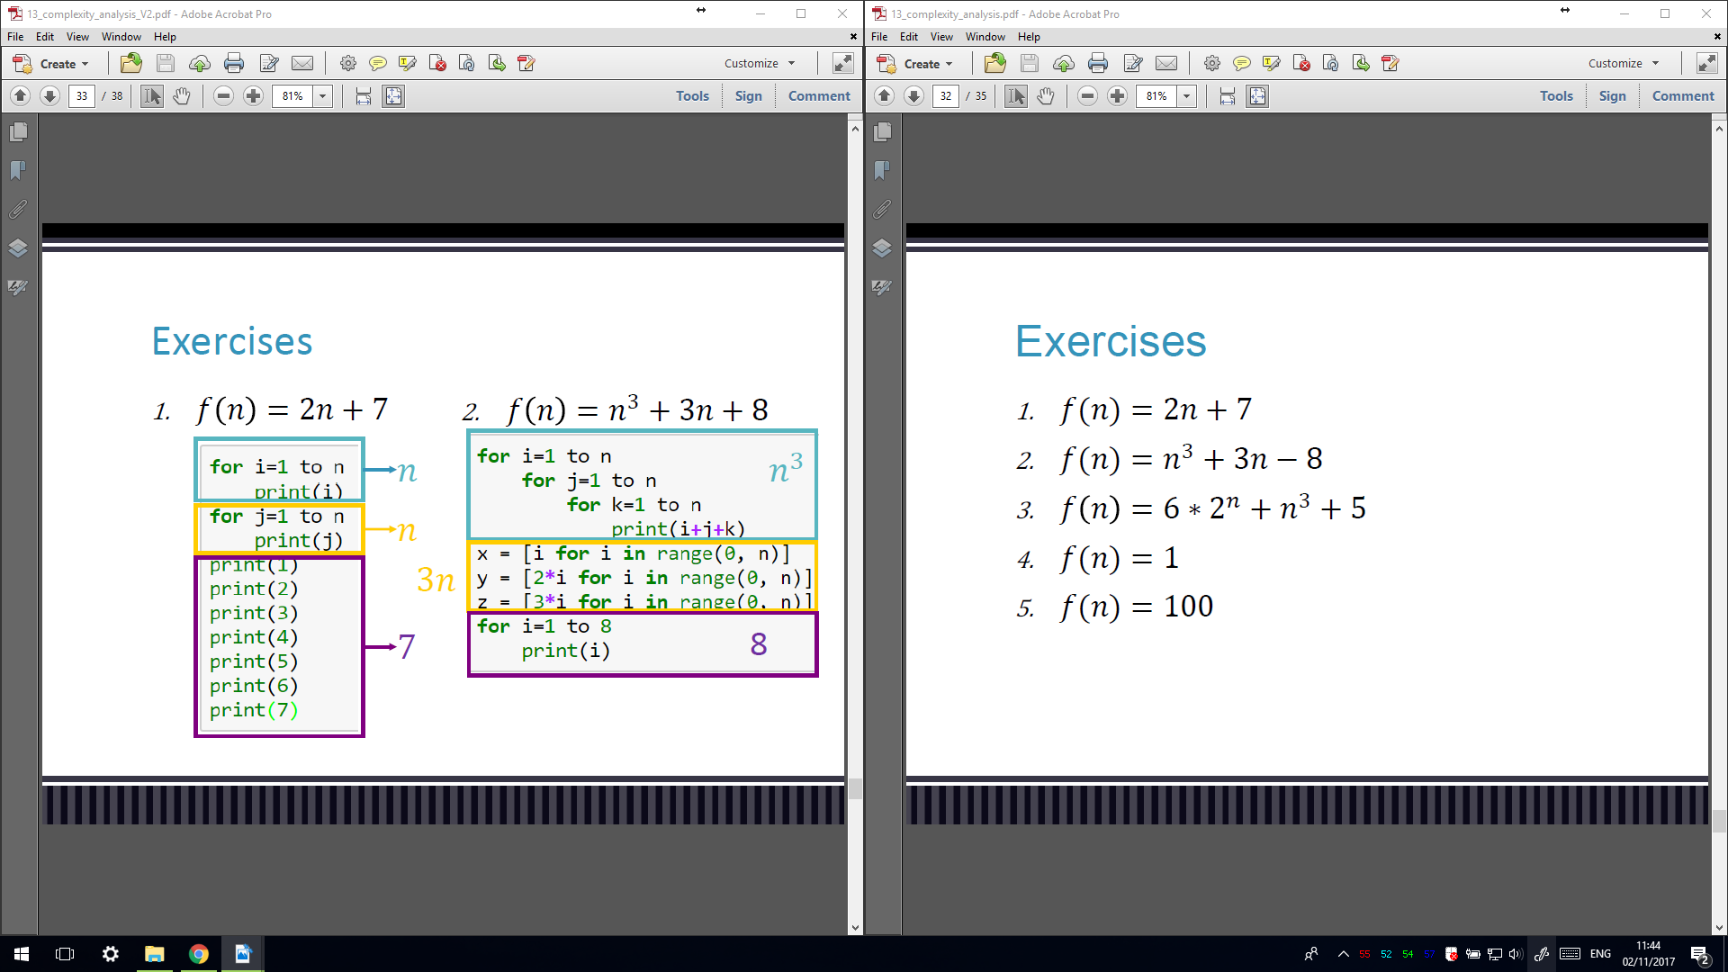 13_complexity_analysis_V2.pdf - Adobe Acrobat Pro
File Edit View Window Help
Create
Customize
33 / 38
81%
Tools Sign Comment
Exercises
1. f(n) = 2n + 7
for i=1 to n
print(i)
n
for j=1 to n
print(j)
n
print(1)
print(2)
print(3)
print(4)
print(5)
print(6)
print(7)
7
2. f(n) = n³ + 3n + 8
for i=1 to n
for j=1 to n
for k=1 to n
print(i+j+k)
n³
x = [i for i in range(0, n)]
y = [2*i for i in range(0, n)]
z = [3*i for i in range(0, n)]
3n
for i=1 to 8
print(i)
8
13_complexity_analysis.pdf - Adobe Acrobat Pro
File Edit View Window Help
Create
Customize
32 / 35
81%
Tools Sign Comment
Exercises
1. f(n) = 2n + 7
2. f(n) = n³ + 3n − 8
3. f(n) = 6 ∗ 2ⁿ + n³ + 5
4. f(n) = 1
5. f(n) = 100
55 52 54 57
ENG
11:44
02/11/2017
2